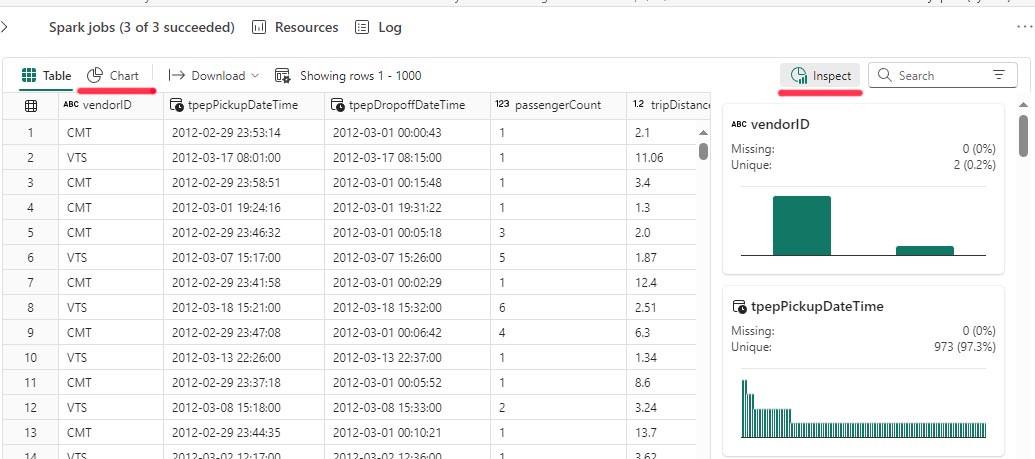 Spark jobs (3 of 3 succeeded) Resources Log
Table Chart Download Showing rows 1 - 1000 Inspect Search
ABC vendorID tpepPickupDateTime tpepDropoffDateTime 123 passengerCount 1.2 tripDistanc
1 CMT 2012-02-29 23:53:14 2012-03-01 00:00:43 1 2.1
2 VTS 2012-03-17 08:01:00 2012-03-17 08:15:00 1 11.06
3 CMT 2012-02-29 23:58:51 2012-03-01 00:15:48 1 3.4
4 CMT 2012-03-01 19:24:16 2012-03-01 19:31:22 1 1.3
5 CMT 2012-02-29 23:46:32 2012-03-01 00:05:18 3 2.0
6 VTS 2012-03-07 15:17:00 2012-03-07 15:26:00 5 1.87
7 CMT 2012-02-29 23:41:58 2012-03-01 00:02:29 1 12.4
8 VTS 2012-03-18 15:21:00 2012-03-18 15:32:00 6 2.51
9 CMT 2012-02-29 23:47:08 2012-03-01 00:06:42 4 6.3
10 VTS 2012-03-13 22:26:00 2012-03-13 22:37:00 1 1.34
11 CMT 2012-02-29 23:37:18 2012-03-01 00:05:52 1 8.6
12 VTS 2012-03-08 15:18:00 2012-03-08 15:33:00 2 3.24
13 CMT 2012-02-29 23:44:35 2012-03-01 00:10:21 1 13.7
14 VTS 2012-03-02 12:17:00 2012-03-02 12:36:00 1 3.62
ABC vendorID
Missing: 0 (0%)
Unique: 2 (0.2%)
tpepPickupDateTime
Missing: 0 (0%)
Unique: 973 (97.3%)